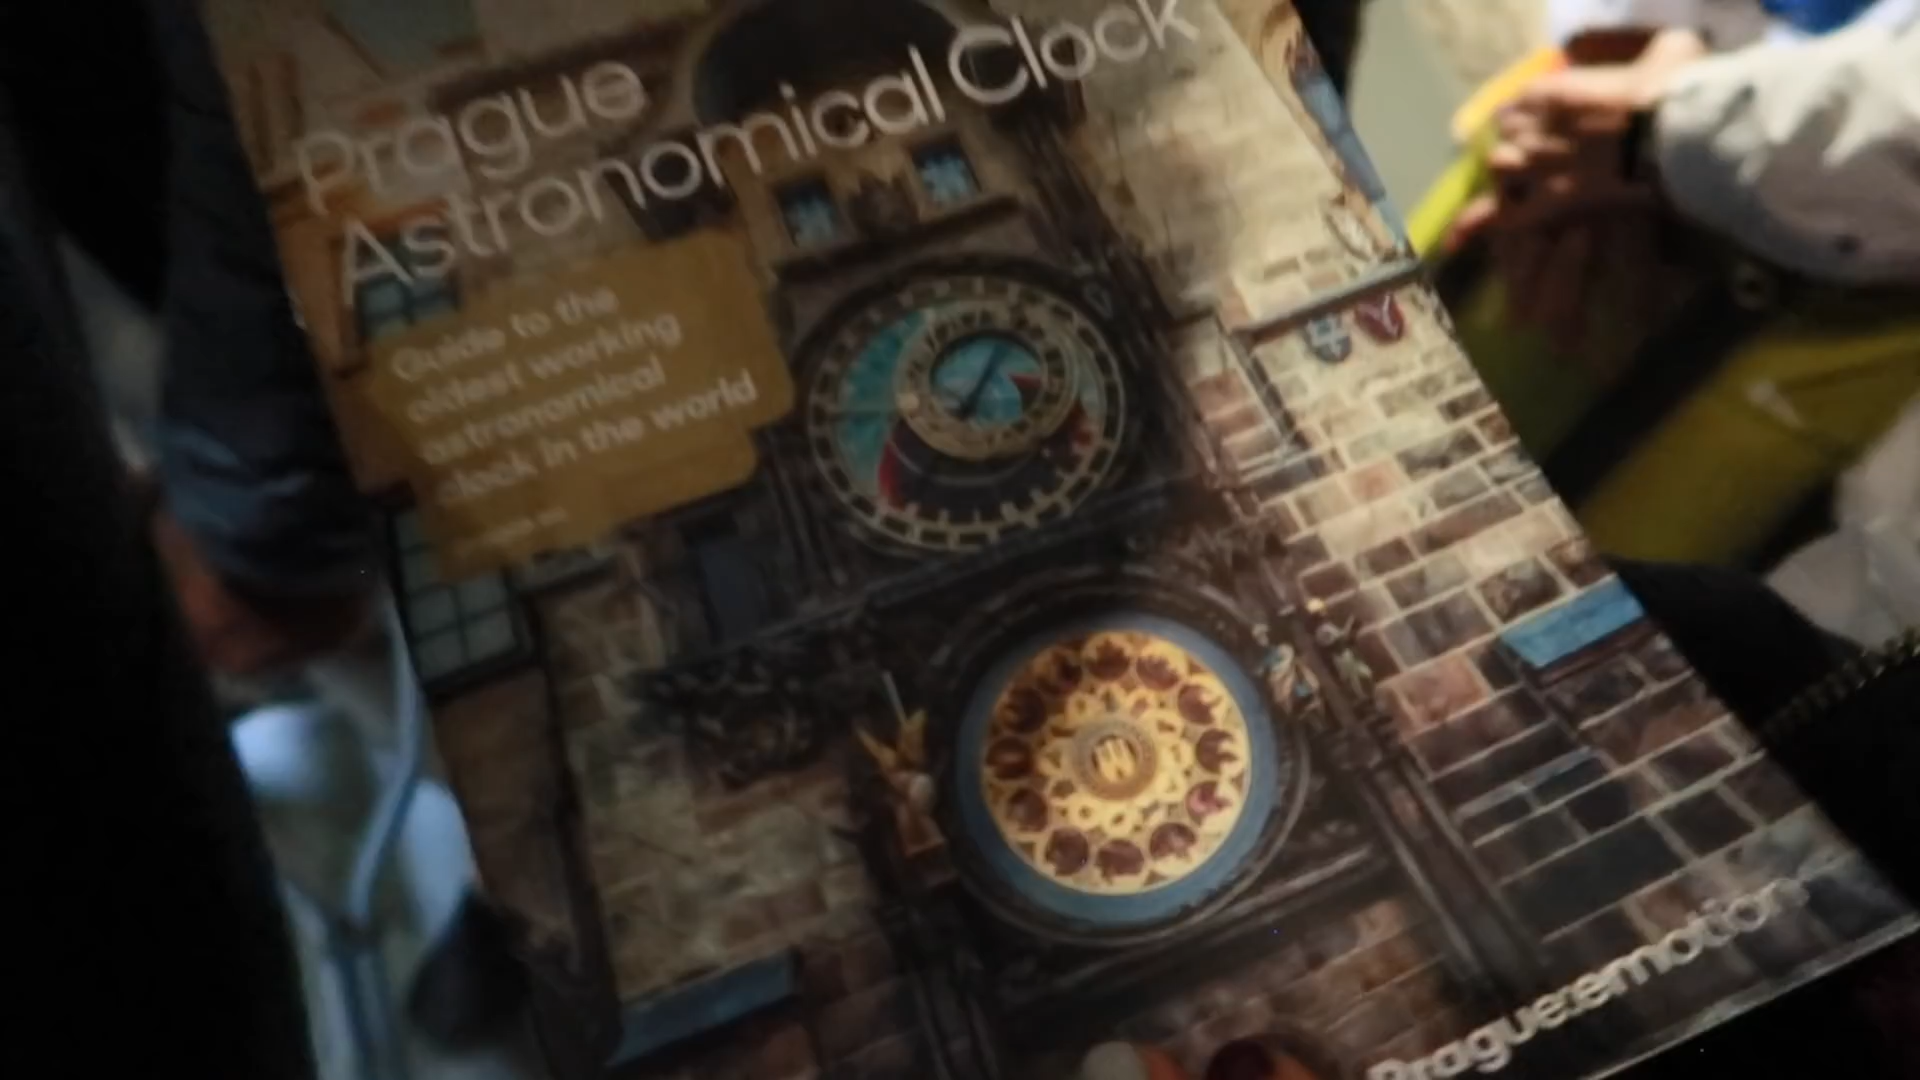 Prague
Astronomical Clock
Guide to the
oldest working
astronomical
clock in the world
Prague:emotion